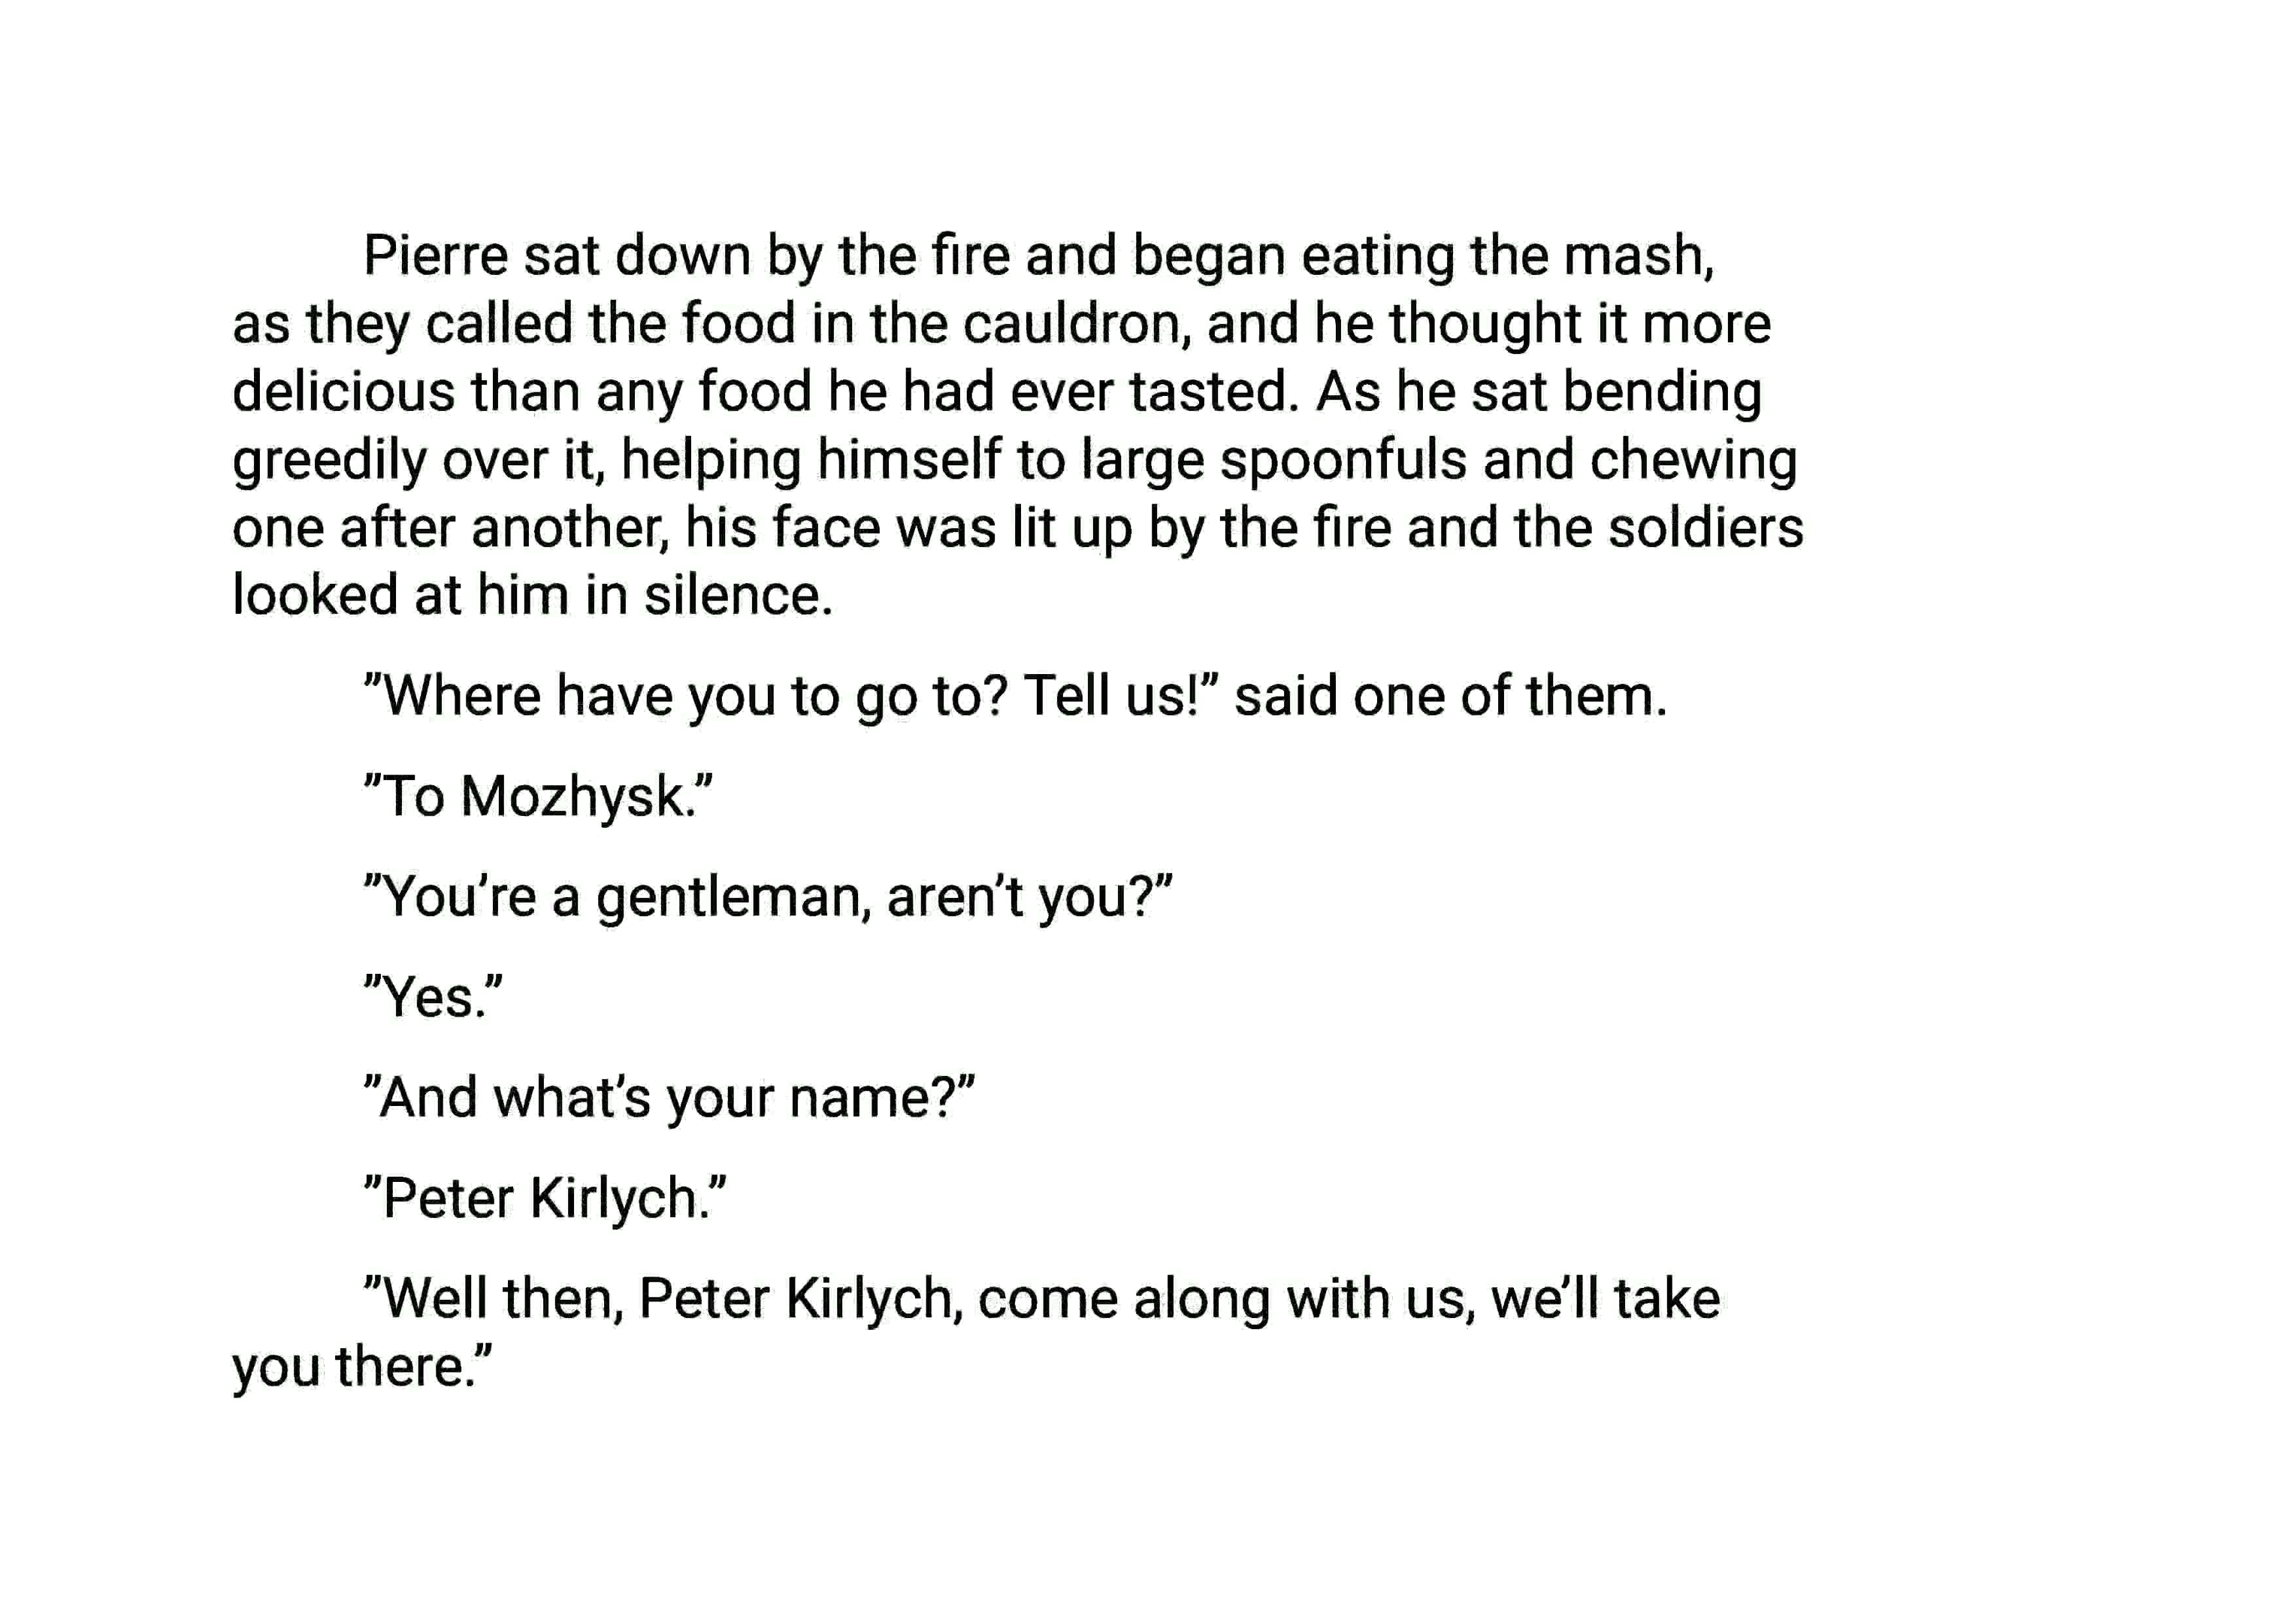 Pierre sat down by the fire and began eating the mash,
as they called the food in the cauldron, and he thought it more
delicious than any food he had ever tasted. As he sat bending
greedily over it, helping himself to large spoonfuls and chewing
one after another, his face was lit up by the fire and the soldiers
looked at him in silence.
”Where have you to go to? Tell us!” said one of them.
”To Mozhysk.”
”You’re a gentleman, aren’t you?”
”Yes.”
”And what’s your name?”
”Peter Kirlych.”
”Well then, Peter Kirlych, come along with us, we’ll take
you there.”